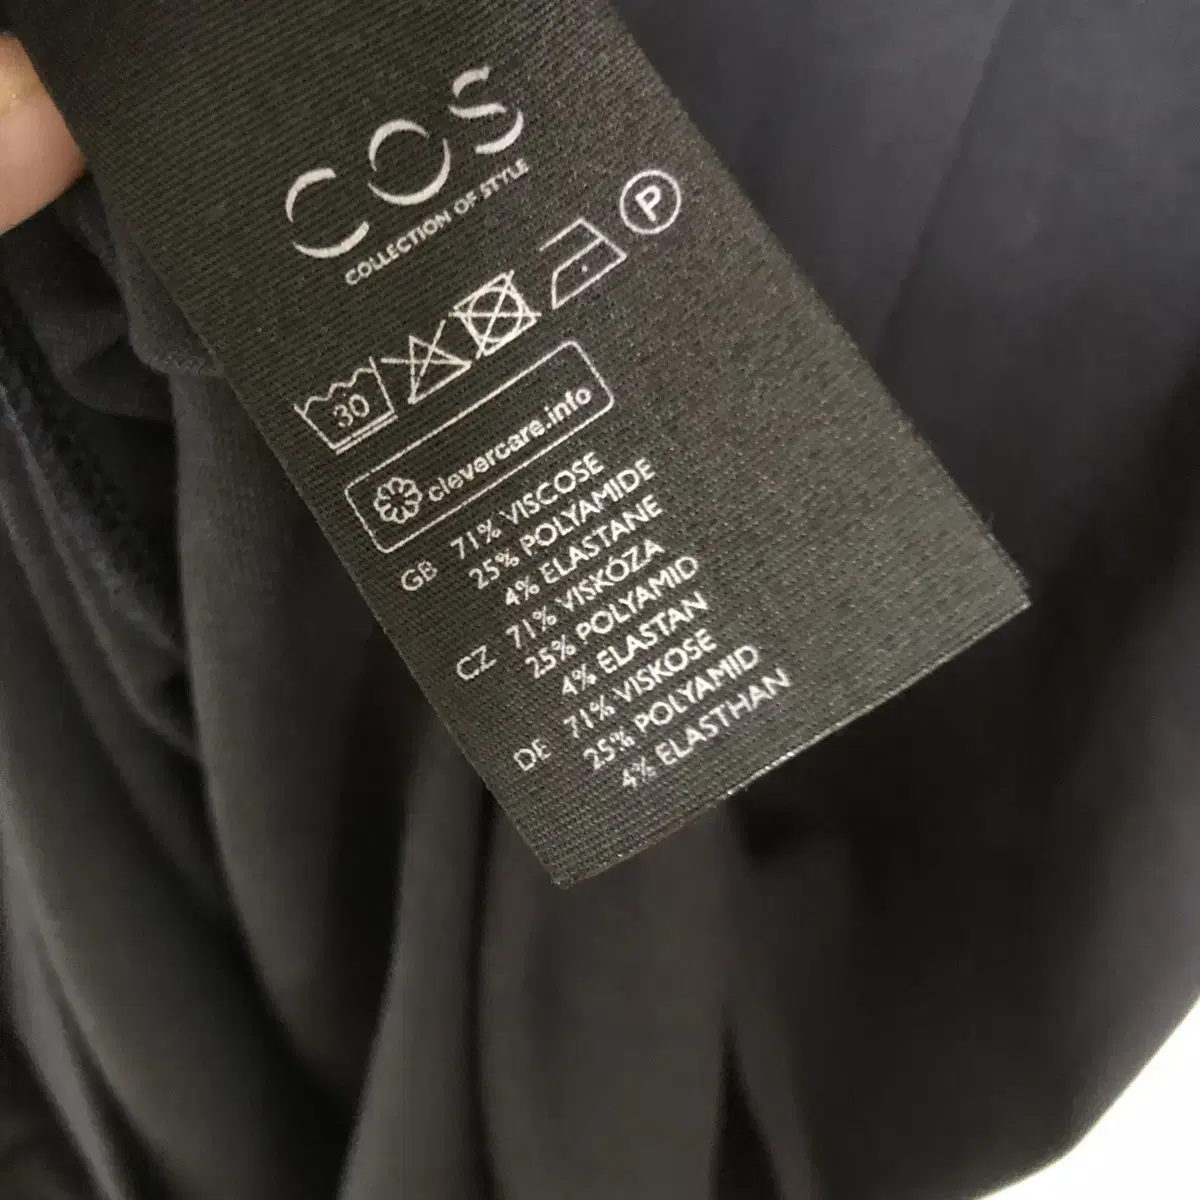 COS
COLLECTION OF STYLE
30 P
clevercare.info
GB 71% VISCOSE
25% POLYAMIDE
4% ELASTANE
CZ 71% VISKÓZA
25% POLYAMID
4% ELASTAN
DE 71% VISKOSE
25% POLYAMID
4% ELASTHAN